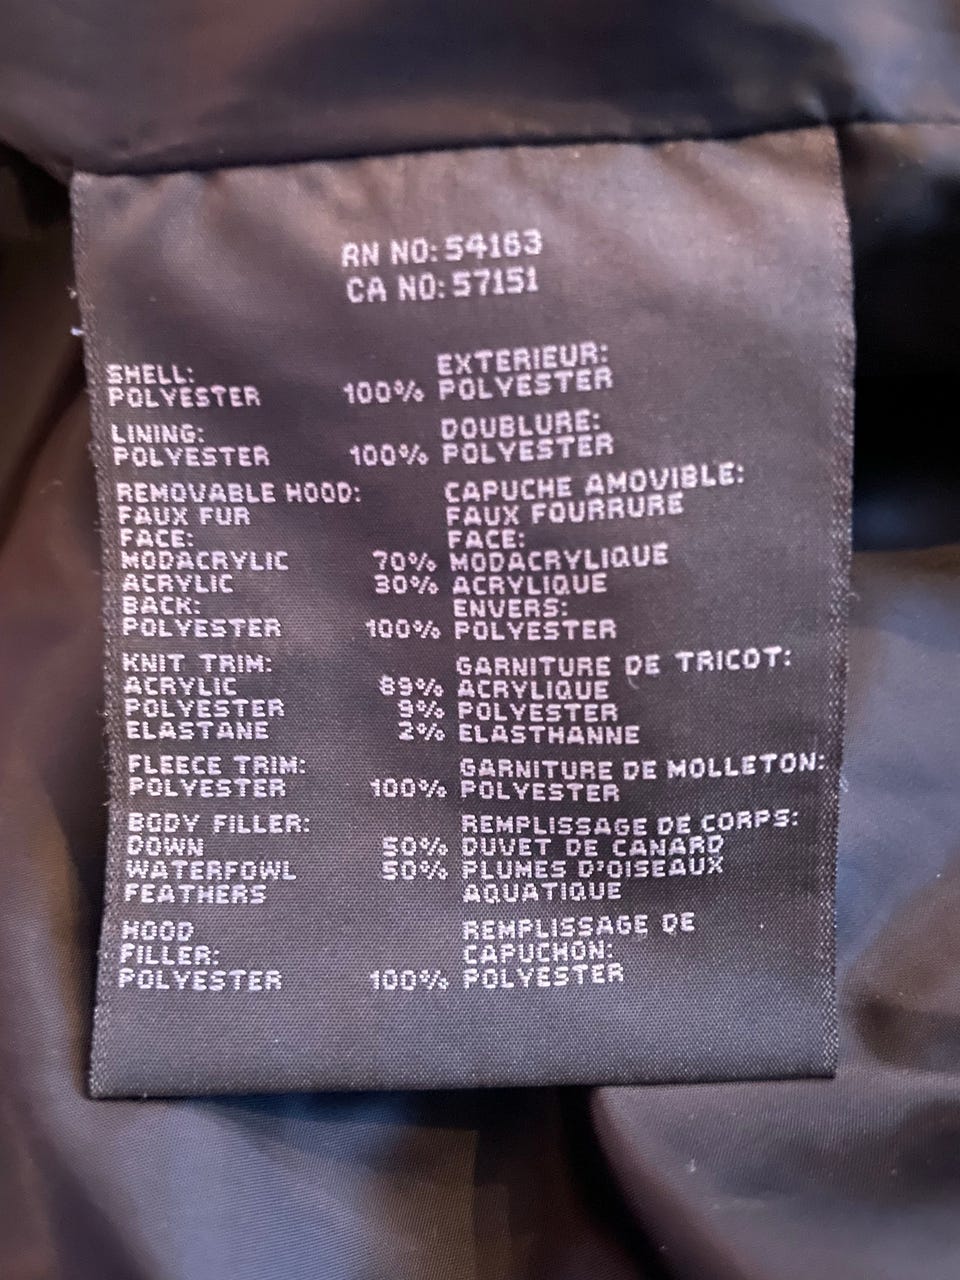 RN NO: 54163
CA NO: 57151
SHELL: EXTERIEUR:
POLYESTER 100% POLYESTER
LINING: DOUBLURE:
POLYESTER 100% POLYESTER
REMOVABLE HOOD: CAPUCHE AMOVIBLE:
FAUX FUR FAUX FOURRURE
FACE: FACE:
MODACRYLIC 70% MODACRYLIQUE
ACRYLIC 30% ACRYLIQUE
BACK: ENVERS:
POLYESTER 100% POLYESTER
KNIT TRIM: GARNITURE DE TRICOT:
ACRYLIC 89% ACRYLIQUE
POLYESTER 9% POLYESTER
ELASTANE 2% ELASTHANNE
FLEECE TRIM: GARNITURE DE MOLLETON:
POLYESTER 100% POLYESTER
BODY FILLER: REMPLISSAGE DE CORPS:
DOWN 50% DUVET DE CANARD
WATERFOWL 50% PLUMES D'OISEAUX
FEATHERS AQUATIQUE
HOOD REMPLISSAGE DE
FILLER: CAPUCHON:
POLYESTER 100% POLYESTER